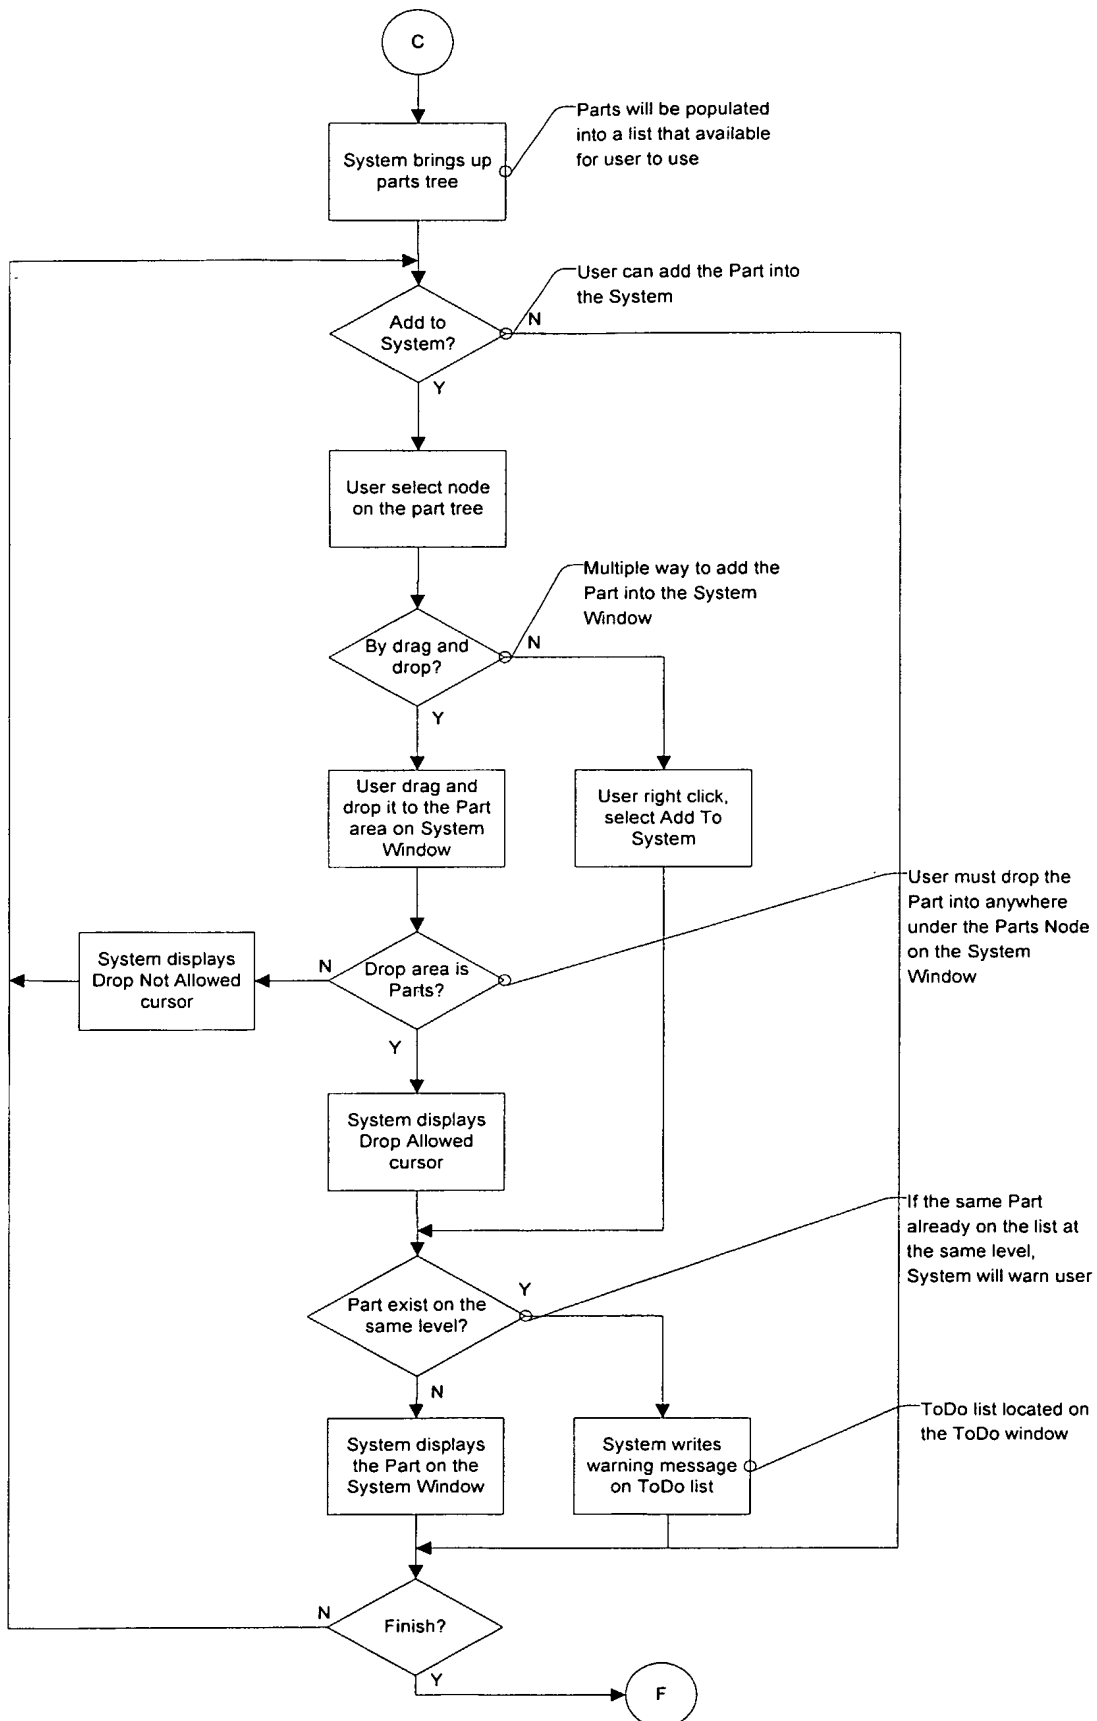 C
Parts will be populated
into a list that available
for user to use
System brings up
parts tree
User can add the Part into
the System
N
Add to
System?
Y
User select node
on the part tree
Multiple way to add the
Part into the System
Window
N
By drag and
drop?
Y
User drag and
drop it to the Part
area on System
Window
User right click,
select Add To
System
User must drop the
Part into anywhere
under the Parts Node
on the System
Window
System displays
Drop Not Allowed
cursor
N
Drop area is
Parts?
Y
System displays
Drop Allowed
cursor
If the same Part
already on the list at
the same level,
System will warn user
Y
Part exist on the
same level?
N
ToDo list located on
the ToDo window
System displays
the Part on the
System Window
System writes
warning message
on ToDo list
N
Finish?
Y
F